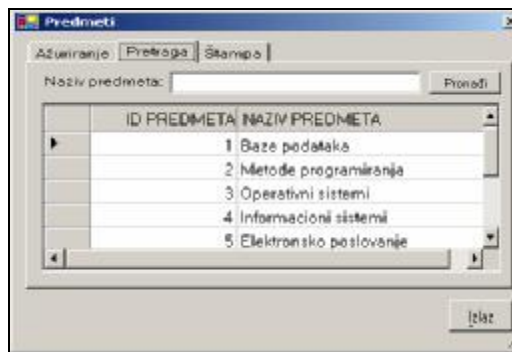 Predmeti
Ažuriranje Pretraga Štampa
Naziv predmeta: Pronađi
ID PREDMETA NAZIV PREDMETA
1 Baze podataka
2 Metode programiranja
3 Operativni sistemi
4 Informacioni sistemi
5 Elektronsko poslovanje
Izlaz